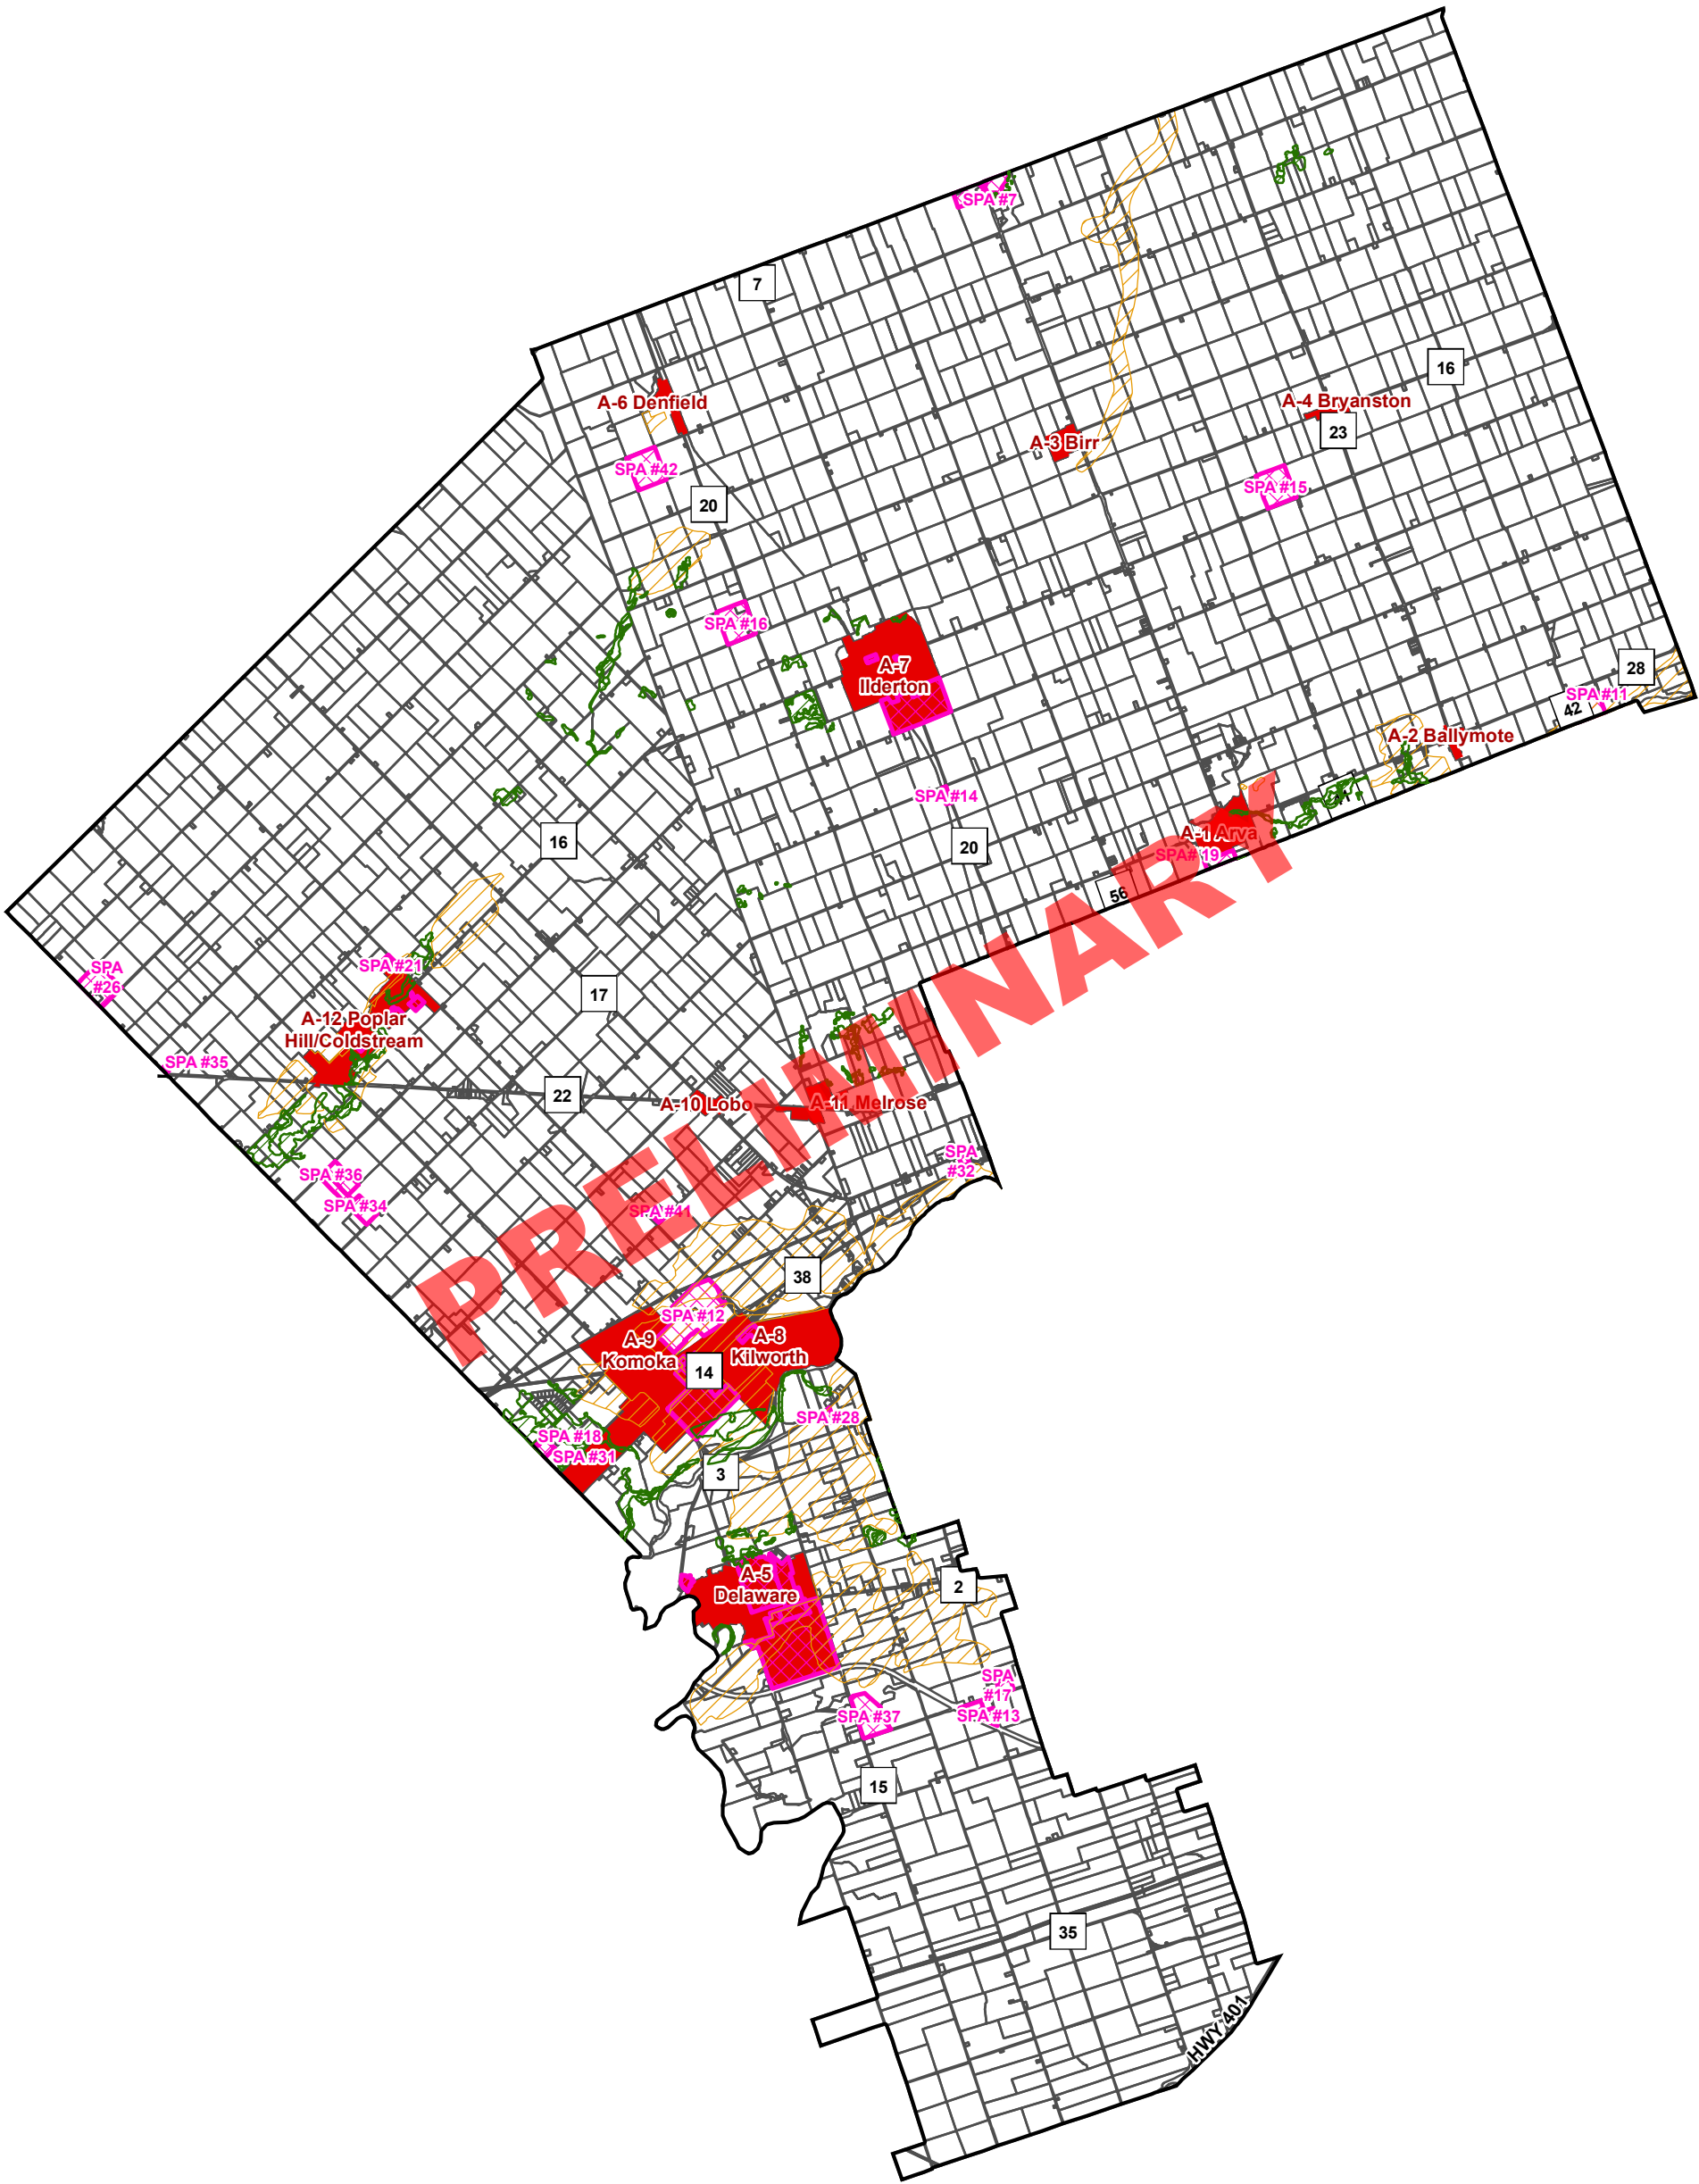 SPA #7
7
16
A-6 Denfield
A-4 Bryanston
23
A-3 Birr
SPA #42
SPA #15
20
SPA #16
A-7
Ilderton
28
SPA #11
42
A-2 Ballymote
SPA #14
A-1 Arva
16
20
SPA# 19
56
SPA
#26
SPA #21
17
A-12 Poplar
Hill/Coldstream
SPA #35
22
A-10 Lobo
A-11 Melrose
PRELIMINARY
SPA
#32
SPA #36
SPA #34
SPA #41
38
SPA #12
A-9
Komoka
A-8
Kilworth
14
SPA #28
SPA #18
SPA #31
3
A-5
Delaware
2
SPA
#17
SPA #37
SPA #13
15
35
HWY 401